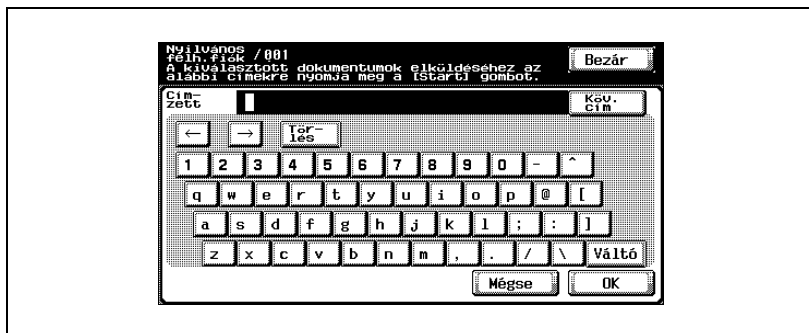 Nyilvános
félh.fiók /001
A kiválasztott dokumentumok elküldéséhez az
alábbi címekre nyomja meg a [Start] gombot.
Bezár
Cím-
zett
Köv.
cím
← → Tör-
lés
1 2 3 4 5 6 7 8 9 0 - ^
q w e r t y u i o p @ [
a s d f g h j k l ; : ]
z x c v b n m , . / \ Váltó
Mégse OK